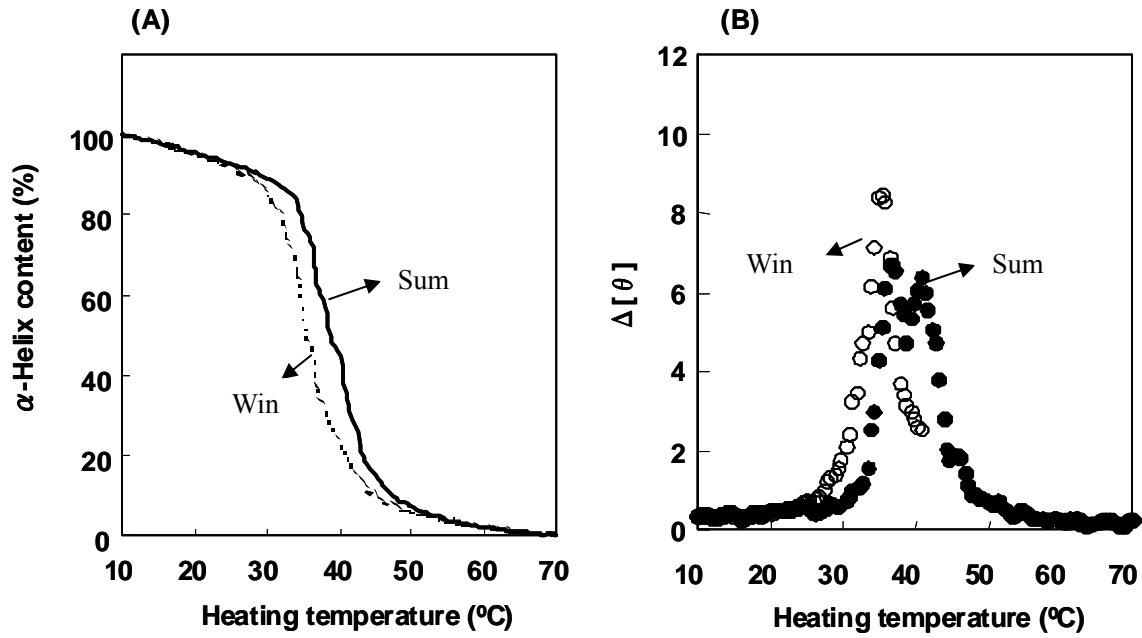 (A)
α-Helix content (%)
100
80
60
40
20
0
Win
Sum
10 20 30 40 50 60 70
Heating temperature (ºC)
(B)
Δ [θ]
12
10
8
6
4
2
0
Win
Sum
10 20 30 40 50 60 70
Heating temperature (ºC)